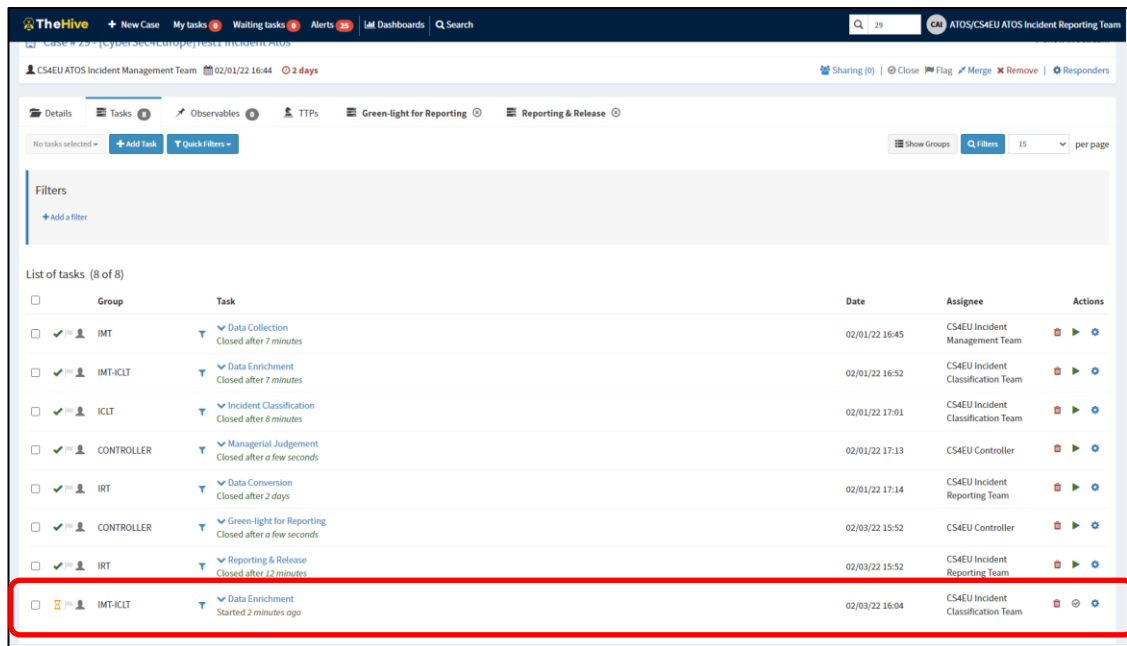 TheHive + New Case My tasks 0 Waiting tasks 0 Alerts 25 Dashboards Search 29 CAI ATOS/CS4EU ATOS Incident Reporting Team
Case # 29 - [CyberSec4Europe]Test1 Incident Atos
CS4EU ATOS Incident Management Team 02/01/22 16:44 2 days Sharing (0) | Close Flag Merge Remove | Responders
Details Tasks 8 Observables 0 TTPs Green-light for Reporting Reporting & Release
No tasks selected Add Task Quick Filters Show Groups Filters 15 per page
Filters
Add a filter
List of tasks (8 of 8)
Group Task Date Assignee Actions
IMT Data Collection 02/01/22 16:45 CS4EU Incident
Closed after 7 minutes Management Team
IMT-ICLT Data Enrichment 02/01/22 16:52 CS4EU Incident
Closed after 7 minutes Classification Team
ICLT Incident Classification 02/01/22 17:01 CS4EU Incident
Closed after 8 minutes Classification Team
CONTROLLER Managerial Judgement 02/01/22 17:13 CS4EU Controller
Closed after a few seconds
IRT Data Conversion 02/01/22 17:14 CS4EU Incident
Closed after 2 days Reporting Team
CONTROLLER Green-light for Reporting 02/03/22 15:52 CS4EU Controller
Closed after a few seconds
IRT Reporting & Release 02/03/22 15:52 CS4EU Incident
Closed after 12 minutes Reporting Team
IMT-ICLT Data Enrichment 02/03/22 16:04 CS4EU Incident
Started 2 minutes ago Classification Team